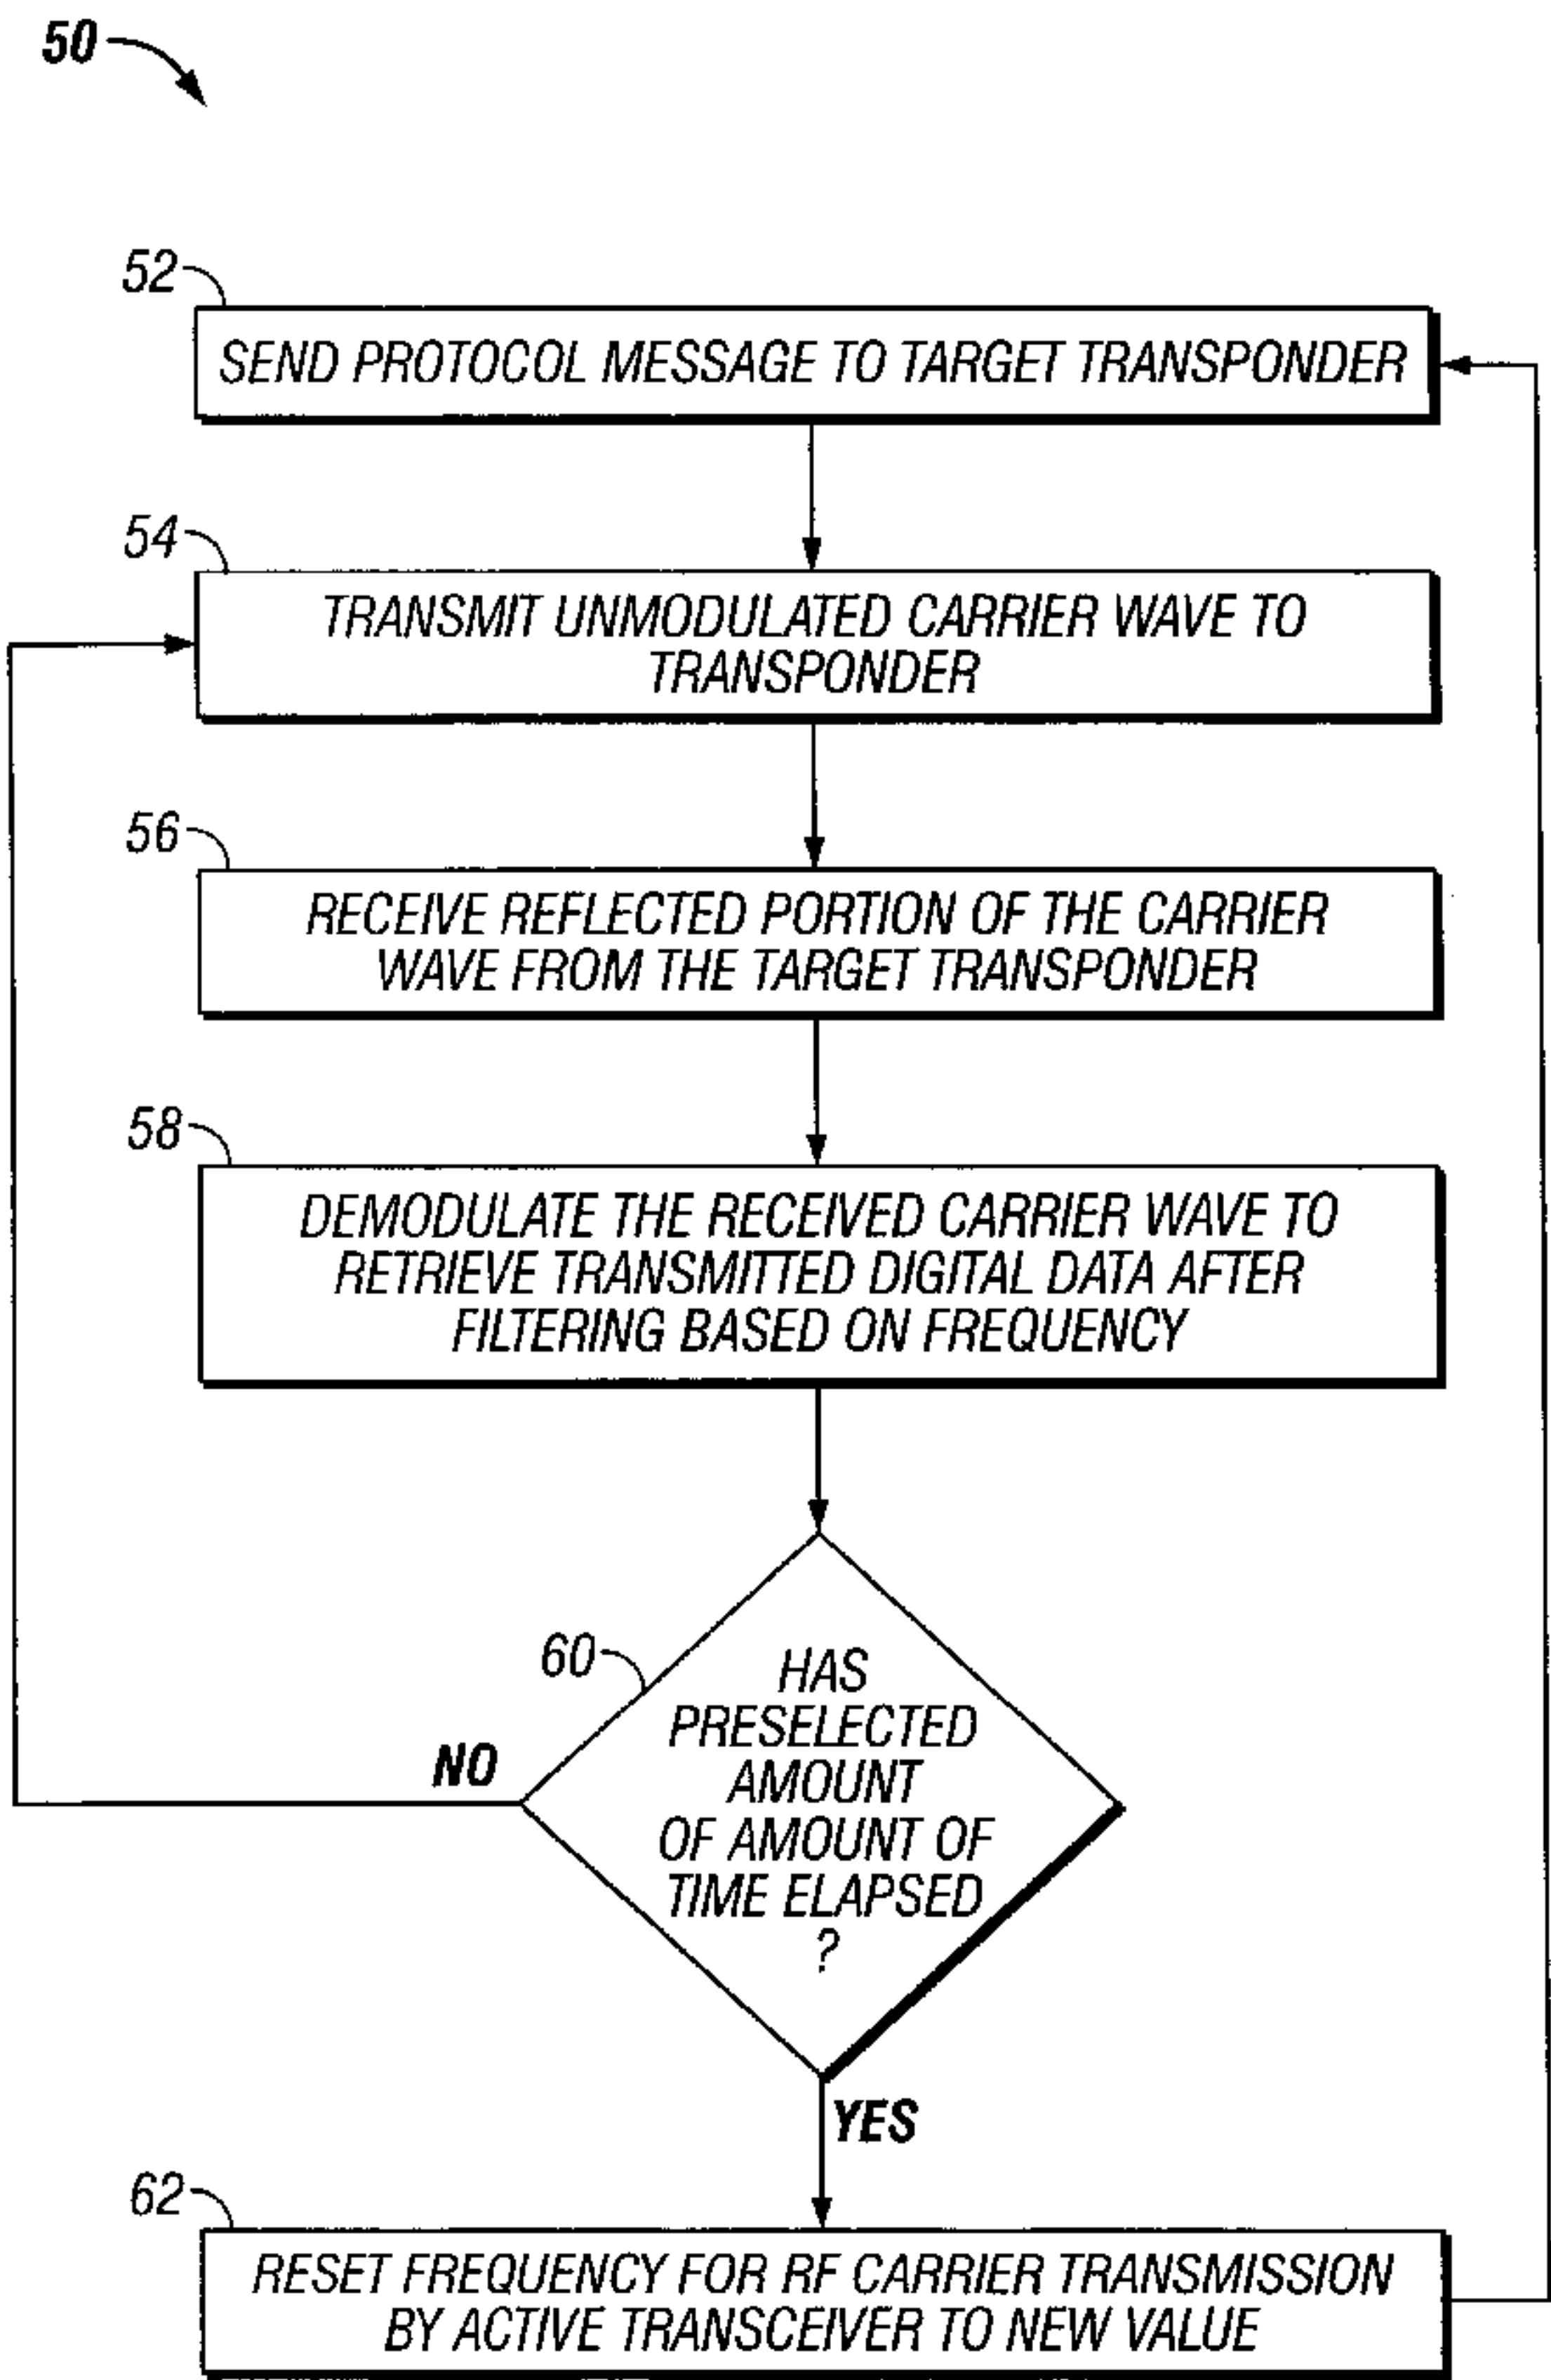 50
52
SEND PROTOCOL MESSAGE TO TARGET TRANSPONDER
54
TRANSMIT UNMODULATED CARRIER WAVE TO
TRANSPONDER
56
RECEIVE REFLECTED PORTION OF THE CARRIER
WAVE FROM THE TARGET TRANSPONDER
58
DEMODULATE THE RECEIVED CARRIER WAVE TO
RETRIEVE TRANSMITTED DIGITAL DATA AFTER
FILTERING BASED ON FREQUENCY
60
HAS
PRESELECTED
AMOUNT
OF AMOUNT OF
TIME ELAPSED
?
NO
YES
62
RESET FREQUENCY FOR RF CARRIER TRANSMISSION
BY ACTIVE TRANSCEIVER TO NEW VALUE